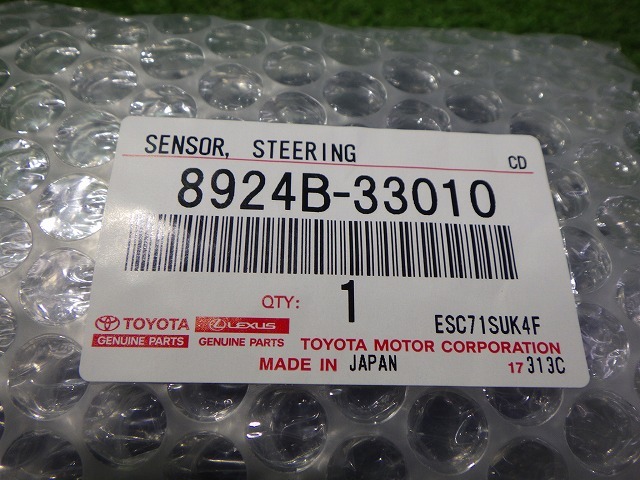 SENSOR, STEERING
CD
8924B-33010
QTY: 1
TOYOTA LEXUS ESC71SUK4F
GENUINE PARTS GENUINE PARTS TOYOTA MOTOR CORPORATION
MADE IN JAPAN 17 313C